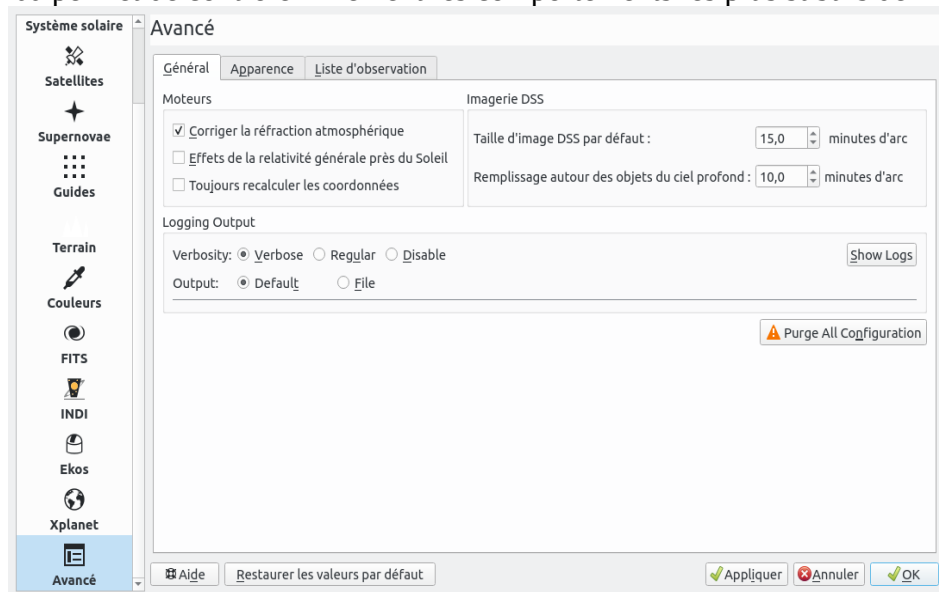 Système solaire
Satellites
Supernovae
Guides
Terrain
Couleurs
FITS
INDI
Ekos
Xplanet
Avancé
Avancé
Général Apparence Liste d'observation
Moteurs
Corriger la réfraction atmosphérique
Effets de la relativité générale près du Soleil
Toujours recalculer les coordonnées
Imagerie DSS
Taille d'image DSS par défaut : 15,0 minutes d'arc
Remplissage autour des objets du ciel profond : 10,0 minutes d'arc
Logging Output
Verbosity: Verbose Regular Disable Show Logs
Output: Default File
Purge All Configuration
Aide Restaurer les valeurs par défaut Appliquer Annuler OK